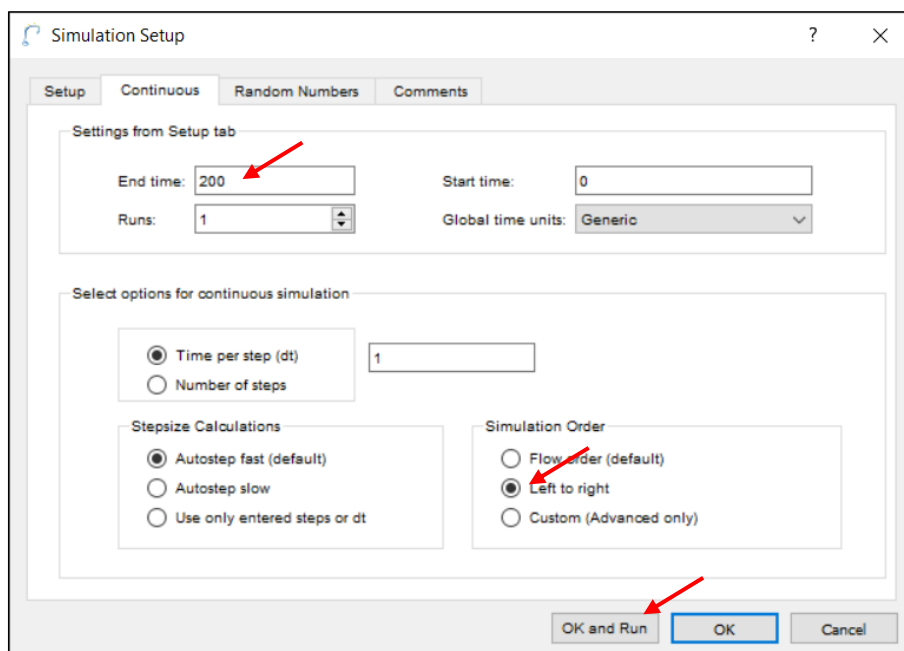 Simulation Setup ?
Setup Continuous Random Numbers Comments
Settings from Setup tab
End time: 200 Start time: 0
Runs: 1 Global time units: Generic
Select options for continuous simulation
Time per step (dt) 1
Number of steps
Stepsize Calculations Simulation Order
Autostep fast (default) Flow order (default)
Autostep slow Left to right
Use only entered steps or dt Custom (Advanced only)
OK and Run OK Cancel